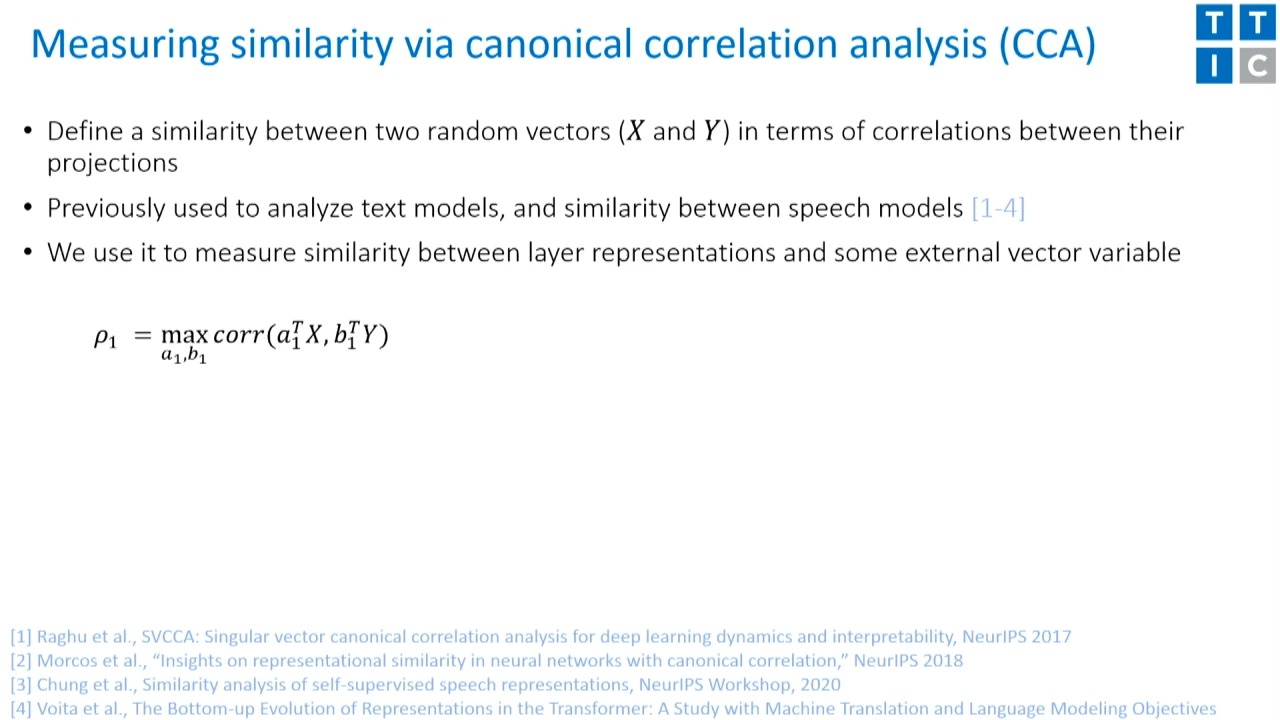 Measuring similarity via canonical correlation analysis (CCA)
T T
I C
• Define a similarity between two random vectors (X and Y) in terms of correlations between their
projections
• Previously used to analyze text models, and similarity between speech models [1-4]
• We use it to measure similarity between layer representations and some external vector variable
ρ₁ = max corr(a₁ᵀX, b₁ᵀY)
a₁,b₁
[1] Raghu et al., SVCCA: Singular vector canonical correlation analysis for deep learning dynamics and interpretability, NeurIPS 2017
[2] Morcos et al., “Insights on representational similarity in neural networks with canonical correlation,” NeurIPS 2018
[3] Chung et al., Similarity analysis of self-supervised speech representations, NeurIPS Workshop, 2020
[4] Voita et al., The Bottom-up Evolution of Representations in the Transformer: A Study with Machine Translation and Language Modeling Objectives